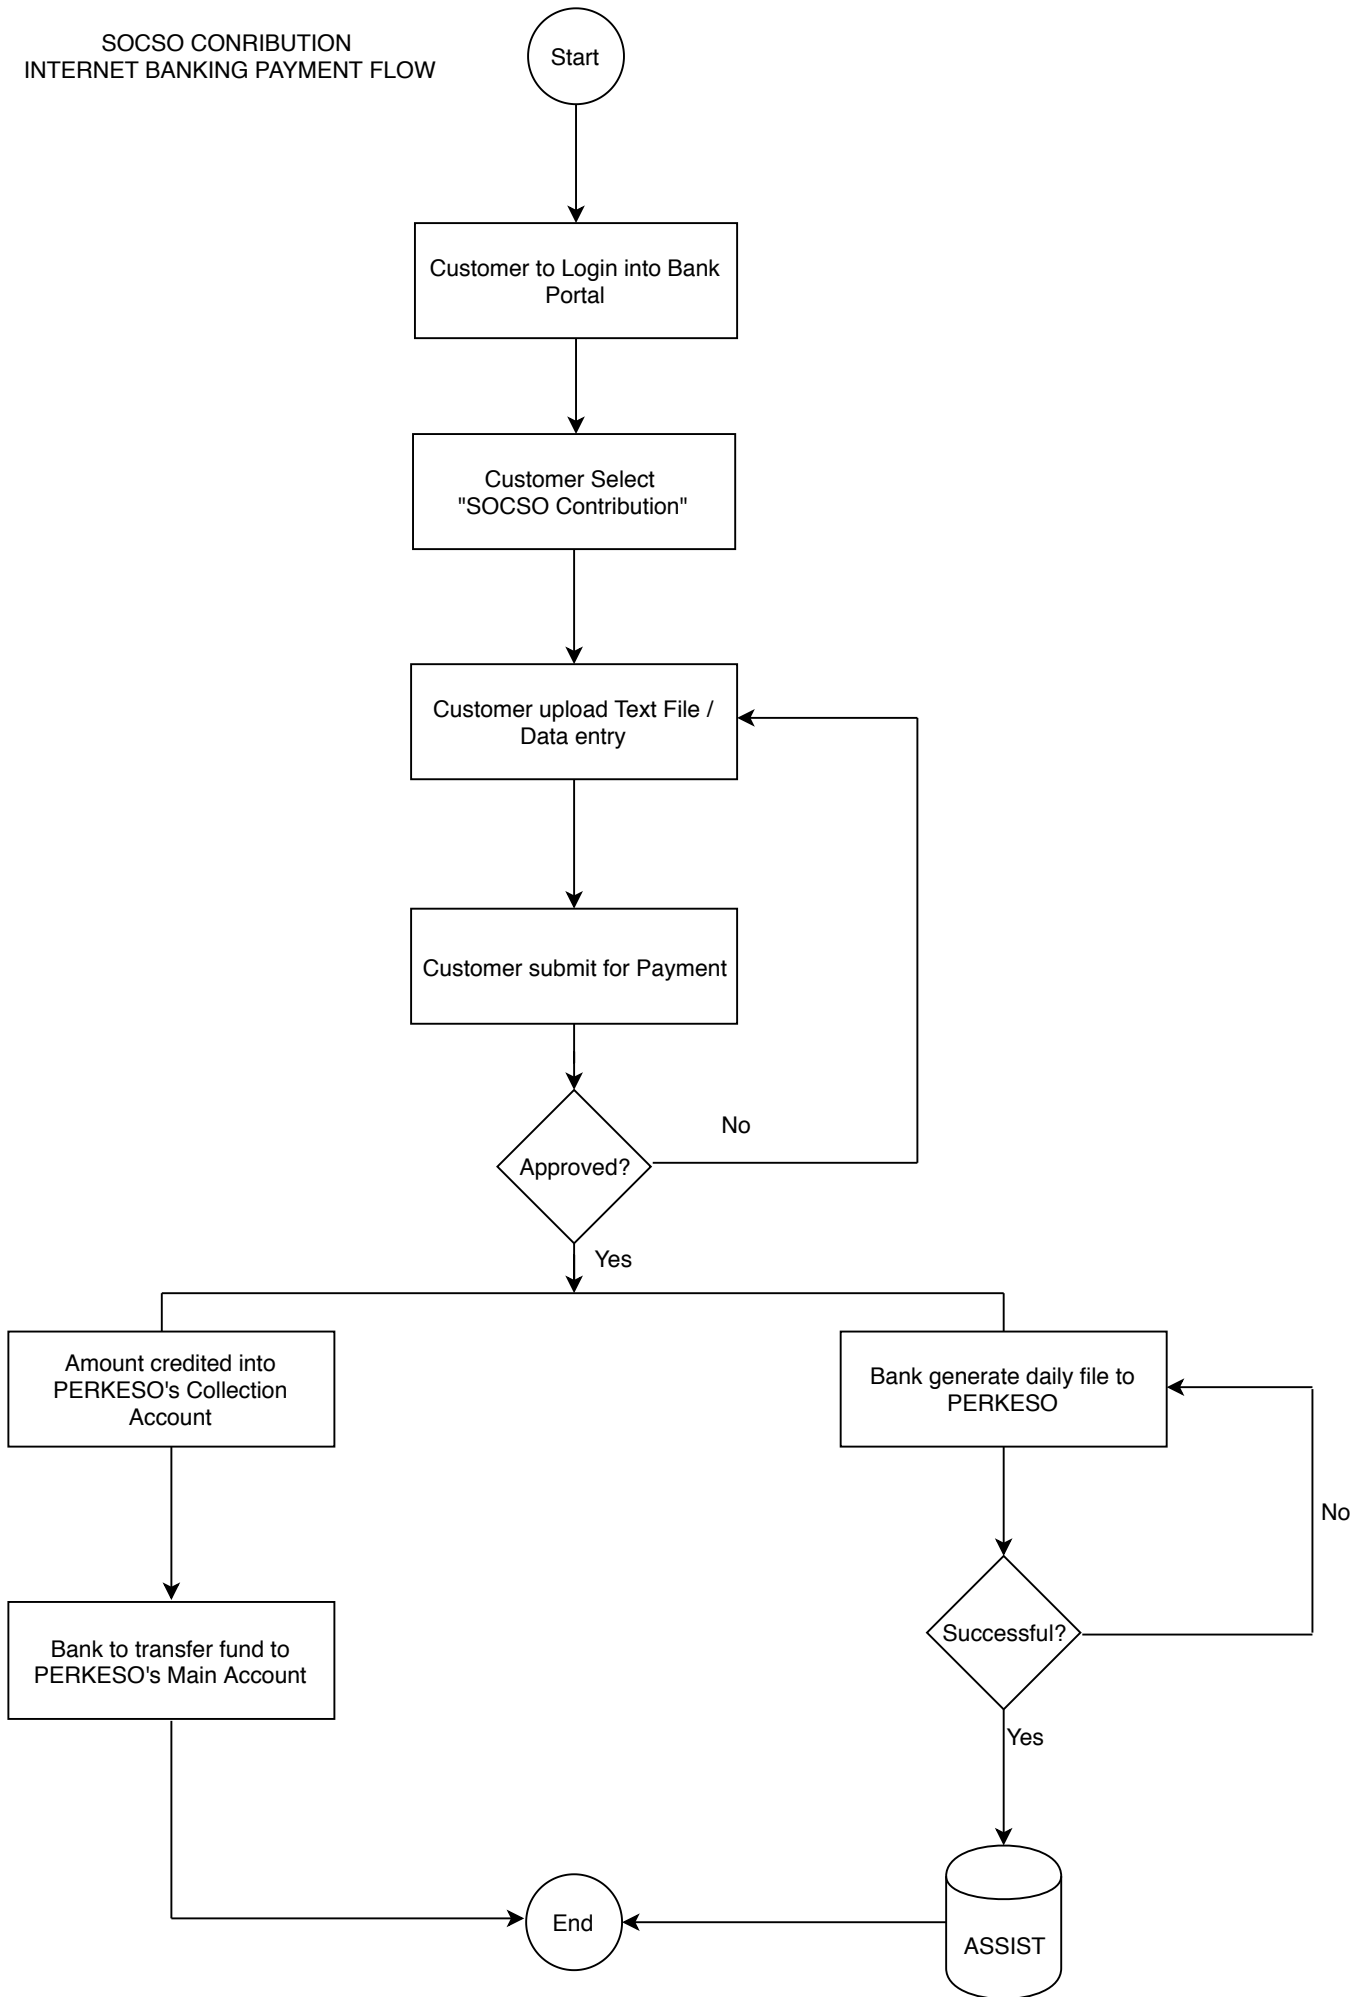 SOCSO CONRIBUTION
INTERNET BANKING PAYMENT FLOW
Start
Customer to Login into Bank
Portal
Customer Select
"SOCSO Contribution"
Customer upload Text File /
Data entry
Customer submit for Payment
No
Approved?
Yes
Amount credited into
PERKESO's Collection
Account
Bank generate daily file to
PERKESO
No
Bank to transfer fund to
PERKESO's Main Account
Successful?
Yes
End
ASSIST